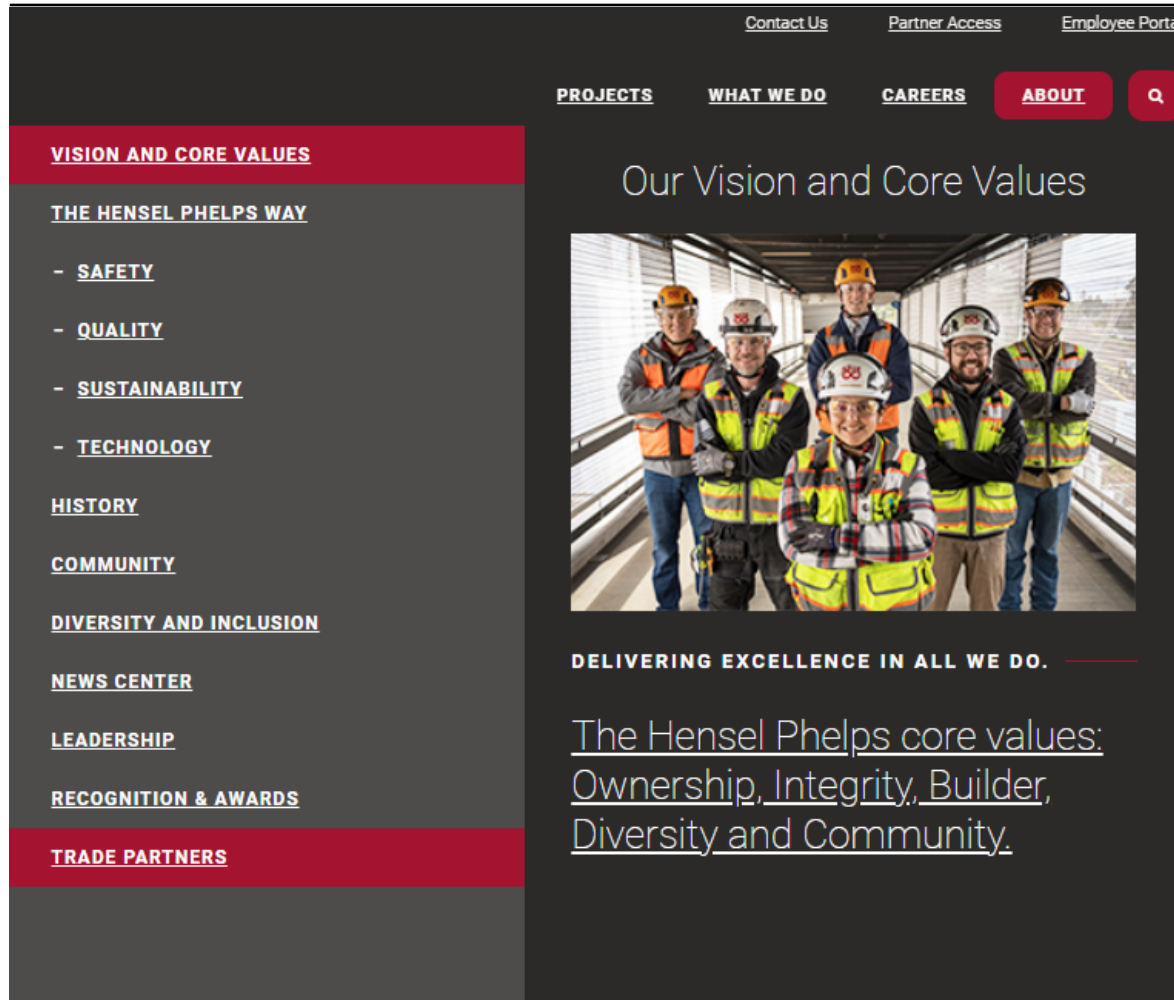 Contact Us Partner Access Employee Porta
PROJECTS WHAT WE DO CAREERS ABOUT
VISION AND CORE VALUES
THE HENSEL PHELPS WAY
– SAFETY
– QUALITY
– SUSTAINABILITY
– TECHNOLOGY
HISTORY
COMMUNITY
DIVERSITY AND INCLUSION
NEWS CENTER
LEADERSHIP
RECOGNITION & AWARDS
TRADE PARTNERS
Our Vision and Core Values
DELIVERING EXCELLENCE IN ALL WE DO.
The Hensel Phelps core values:
Ownership, Integrity, Builder,
Diversity and Community.